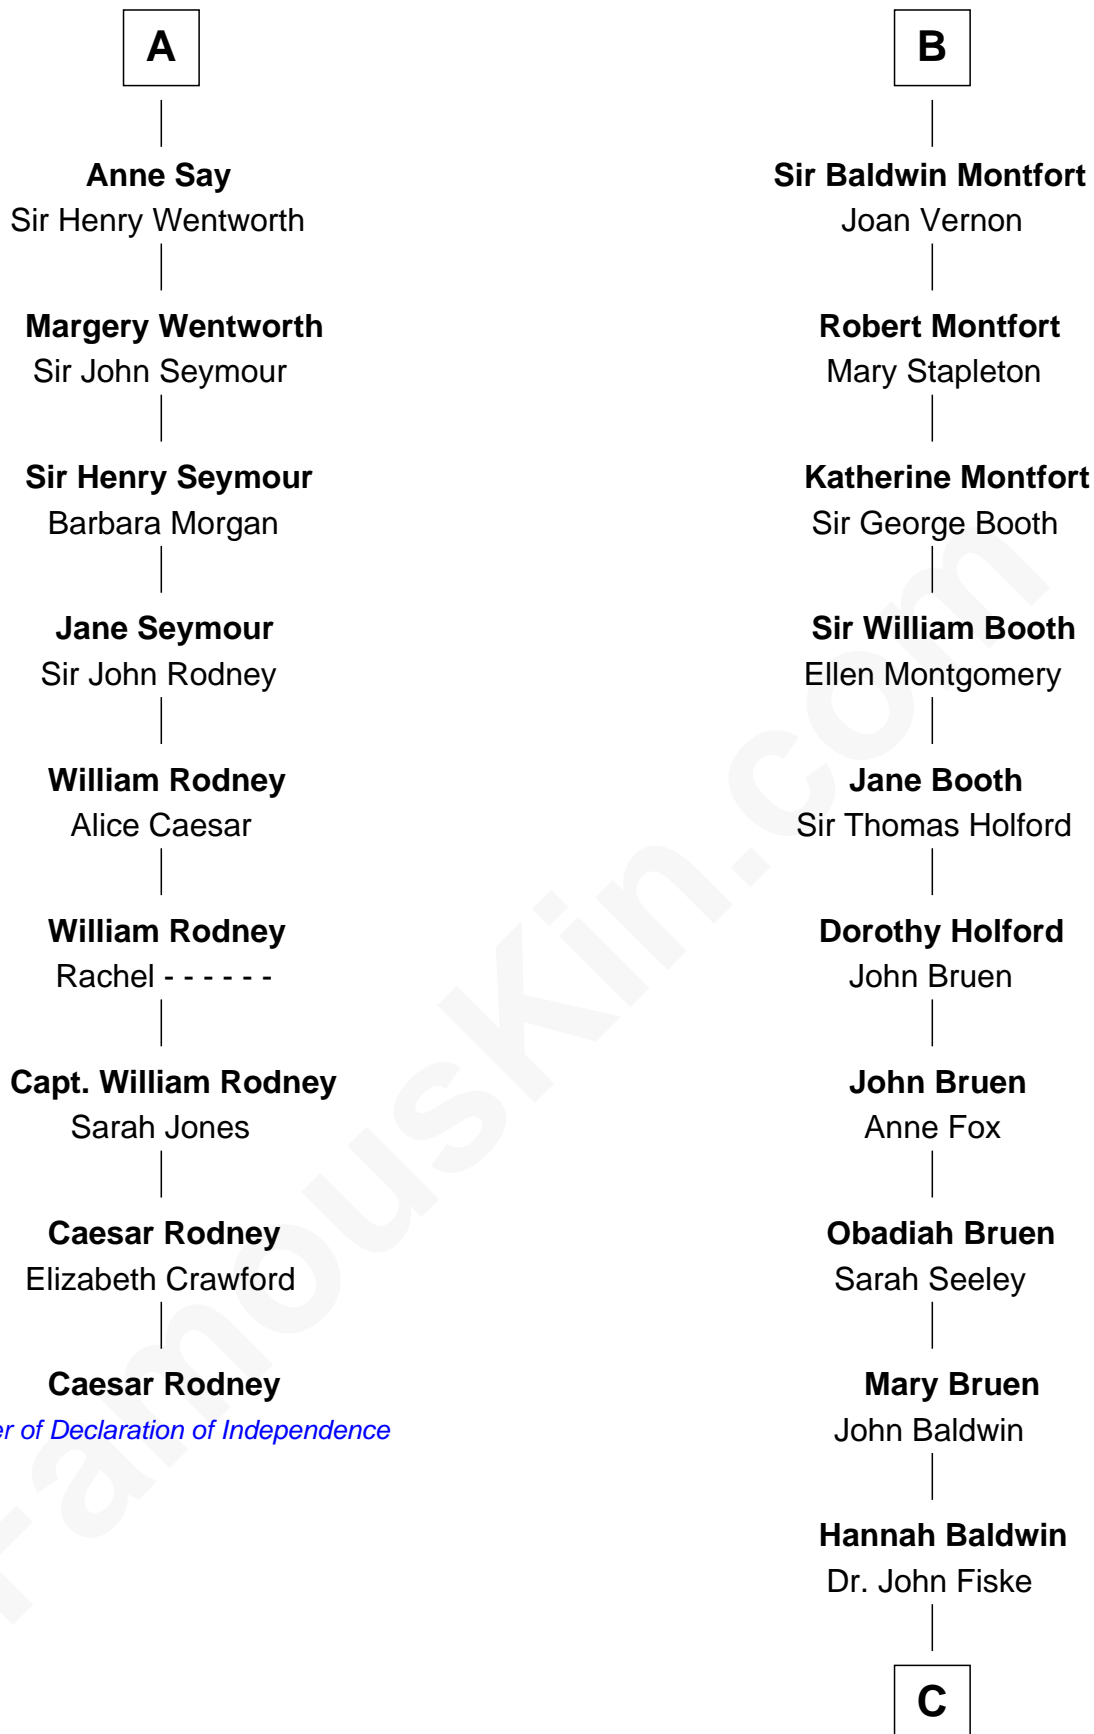 A
Anne Say
Sir Henry Wentworth
Margery Wentworth
Sir John Seymour
Sir Henry Seymour
Barbara Morgan
Jane Seymour
Sir John Rodney
William Rodney
Alice Caesar
William Rodney
Rachel - - - - - -
Capt. William Rodney
Sarah Jones
Caesar Rodney
Elizabeth Crawford
Caesar Rodney
of Declaration of Independence
B
Sir Baldwin Montfort
Joan Vernon
Robert Montfort
Mary Stapleton
Katherine Montfort
Sir George Booth
Sir William Booth
Ellen Montgomery
Jane Booth
Sir Thomas Holford
Dorothy Holford
John Bruen
John Bruen
Anne Fox
Obadiah Bruen
Sarah Seeley
Mary Bruen
John Baldwin
Hannah Baldwin
Dr. John Fiske
C
FamousKin.com